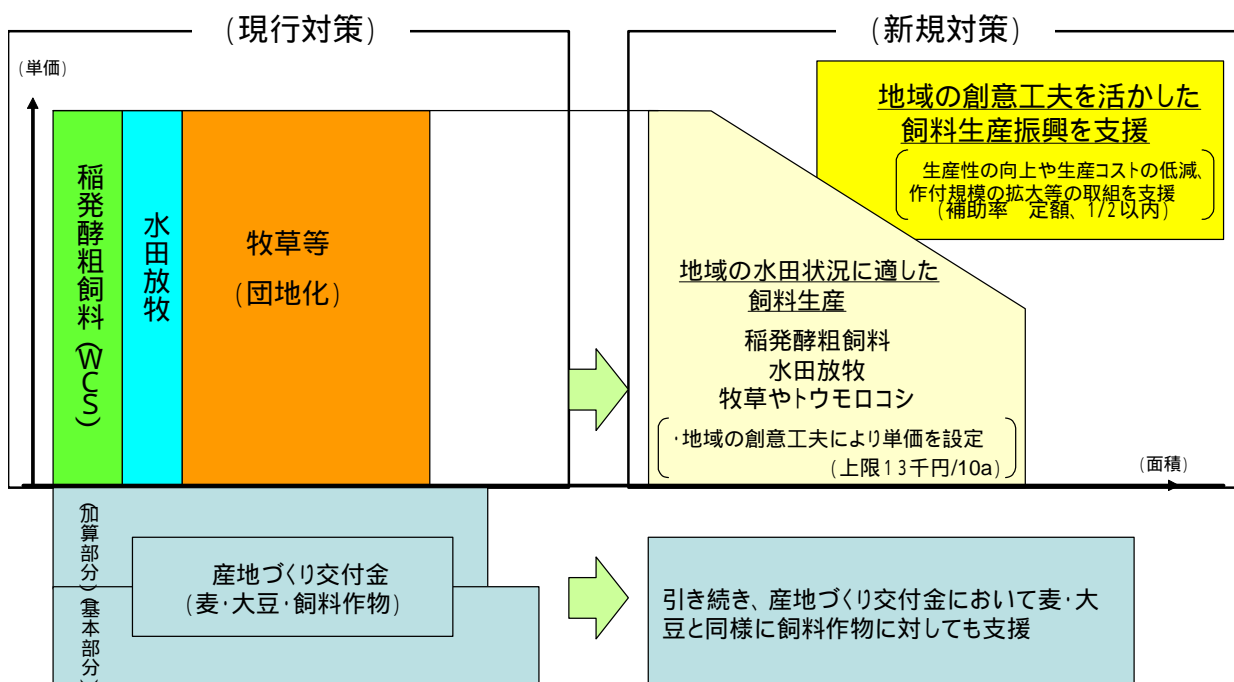 (現行対策)
(単価)
稲発酵粗飼料(WCS)
水田放牧
牧草等
(団地化)
(新規対策)
地域の創意工夫を活かした
飼料生産振興を支援
生産性の向上や生産コストの低減、
作付規模の拡大等の取組を支援
(補助率 定額、1/2以内)
地域の水田状況に適した
飼料生産
稲発酵粗飼料
水田放牧
牧草やトウモロコシ
・地域の創意工夫により単価を設定
(上限13千円/10a)
(面積)
(加算部分)
(基本部分)
産地づくり交付金
(麦・大豆・飼料作物)
引き続き、産地づくり交付金において麦・大
豆と同様に飼料作物に対しても支援